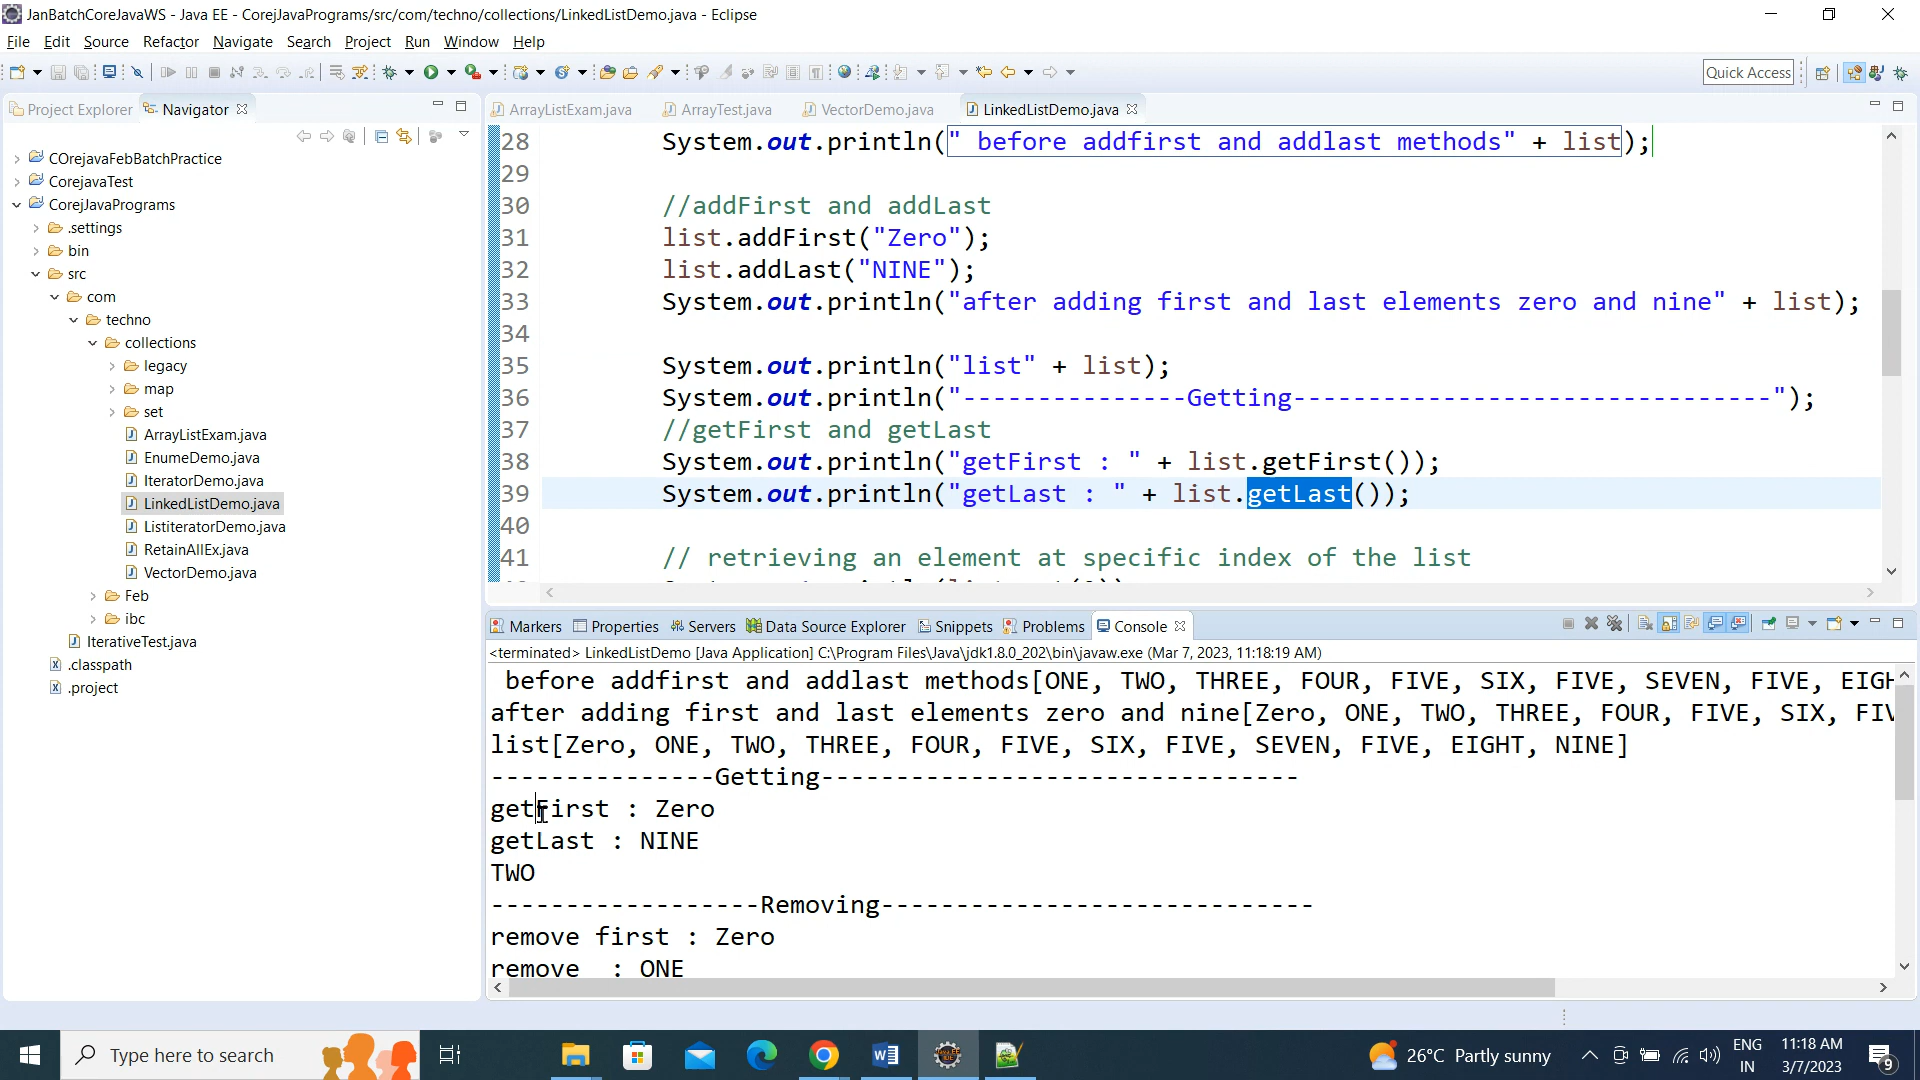 JanBatchCoreJavaWS - Java EE - CorejJavaPrograms/src/com/techno/collections/LinkedListDemo.java - Eclipse
File Edit Source Refactor Navigate Search Project Run Window Help
Quick Access
Project Explorer Navigator
ArrayListExam.java ArrayTest.java VectorDemo.java LinkedListDemo.java
COrejavaFebBatchPractice
CorejavaTest
CorejJavaPrograms
.settings
bin
src
com
techno
collections
legacy
map
set
ArrayListExam.java
EnumeDemo.java
IteratorDemo.java
LinkedListDemo.java
ListiteratorDemo.java
RetainAllEx.java
VectorDemo.java
Feb
ibc
IterativeTest.java
.classpath
.project
28 System.out.println(" before addfirst and addlast methods" + list);
29
30 //addFirst and addLast
31 list.addFirst("Zero");
32 list.addLast("NINE");
33 System.out.println("after adding first and last elements zero and nine" + list);
34
35 System.out.println("list" + list);
36 System.out.println("---------------Getting--------------------------------");
37 //getFirst and getLast
38 System.out.println("getFirst : " + list.getFirst());
39 System.out.println("getLast : " + list.getLast());
40
41 // retrieving an element at specific index of the list
Markers Properties Servers Data Source Explorer Snippets Problems Console
<terminated> LinkedListDemo [Java Application] C:\Program Files\Java\jdk1.8.0_202\bin\javaw.exe (Mar 7, 2023, 11:18:19 AM)
before addfirst and addlast methods[ONE, TWO, THREE, FOUR, FIVE, SIX, FIVE, SEVEN, FIVE, EIGH
after adding first and last elements zero and nine[Zero, ONE, TWO, THREE, FOUR, FIVE, SIX, FIV
list[Zero, ONE, TWO, THREE, FOUR, FIVE, SIX, FIVE, SEVEN, FIVE, EIGHT, NINE]
---------------Getting--------------------------------
getFirst : Zero
getLast : NINE
TWO
------------------Removing-----------------------------
remove first : Zero
remove  : ONE
Type here to search
26°C Partly sunny
ENG
IN
11:18 AM
3/7/2023
9